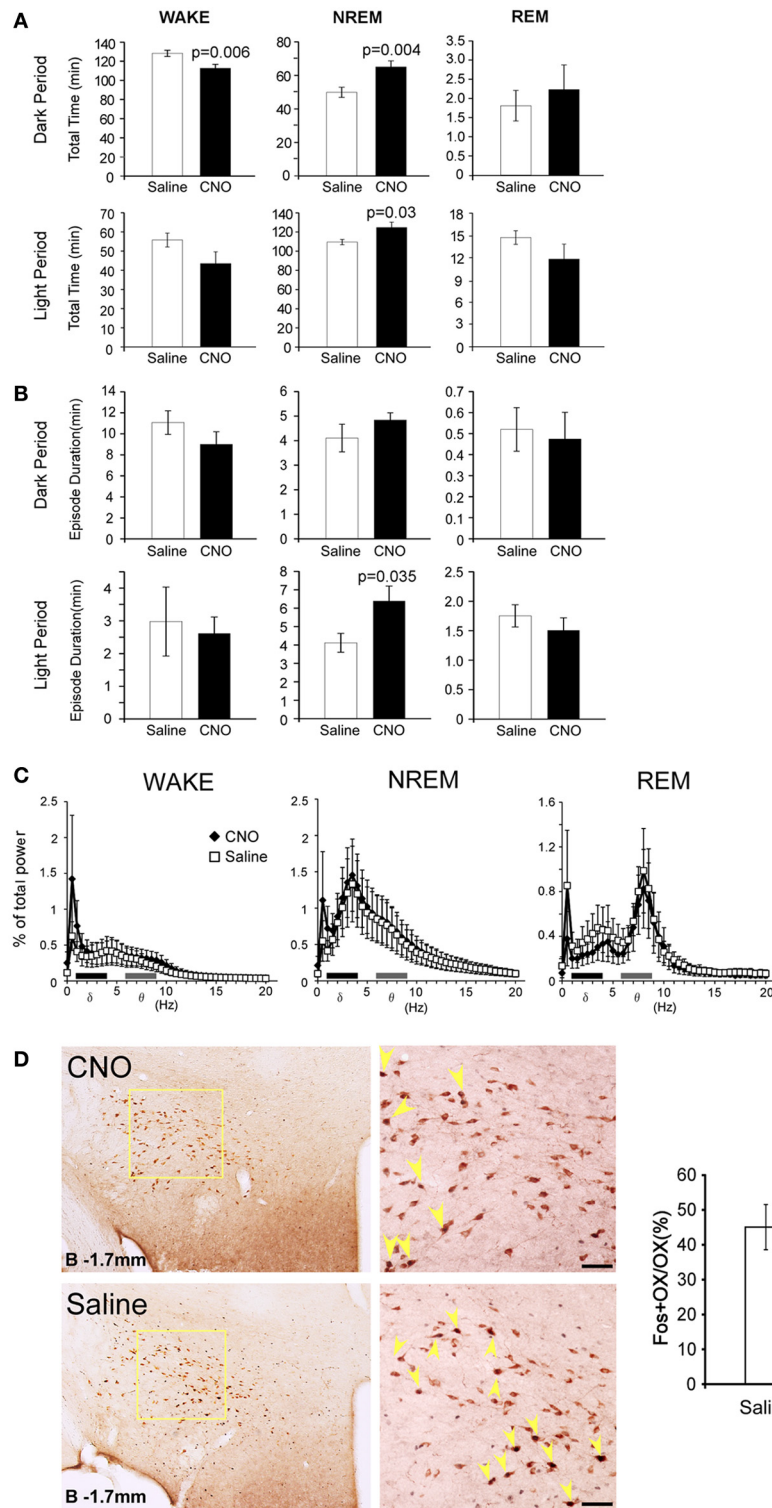 WAKE NREM REM
A
Dark Period
Total Time (min)
140
120
100
80
60
40
20
0
p=0.006
Saline CNO
80
60
40
20
0
p=0.004
Saline CNO
3.5
3.0
2.5
2.0
1.5
1.0
0.5
0
Saline CNO
Light Period
Total Time (min)
70
60
50
40
30
20
10
0
Saline CNO
140
120
100
80
60
40
20
0
p=0.03
Saline CNO
18
15
12
9
6
3
0
Saline CNO
B
Dark Period
Episode Duration(min)
14
12
10
8
6
4
2
0
Saline CNO
6
5
4
3
2
1
0
Saline CNO
0.7
0.6
0.5
0.4
0.3
0.2
0.1
0
Saline CNO
Light Period
Episode Duration(min)
5
4
3
2
1
0
Saline CNO
8
7
6
5
4
3
2
1
0
p=0.035
Saline CNO
2.5
2
1.5
1
0.5
0
Saline CNO
C
WAKE NREM REM
% of total power
2.5
2
1.5
1
0.5
0
CNO
Saline
0 5 10 15 20
δ θ (Hz)
2.5
2
1.5
1
0.5
0
0 5 10 15 20
δ θ (Hz)
1.6
1.2
0.8
0.4
0
0 5 10 15 20
δ θ (Hz)
D
CNO
B -1.7mm
Saline
B -1.7mm
Fos+OX/OX(%)
60
50
40
30
20
10
0
Sali